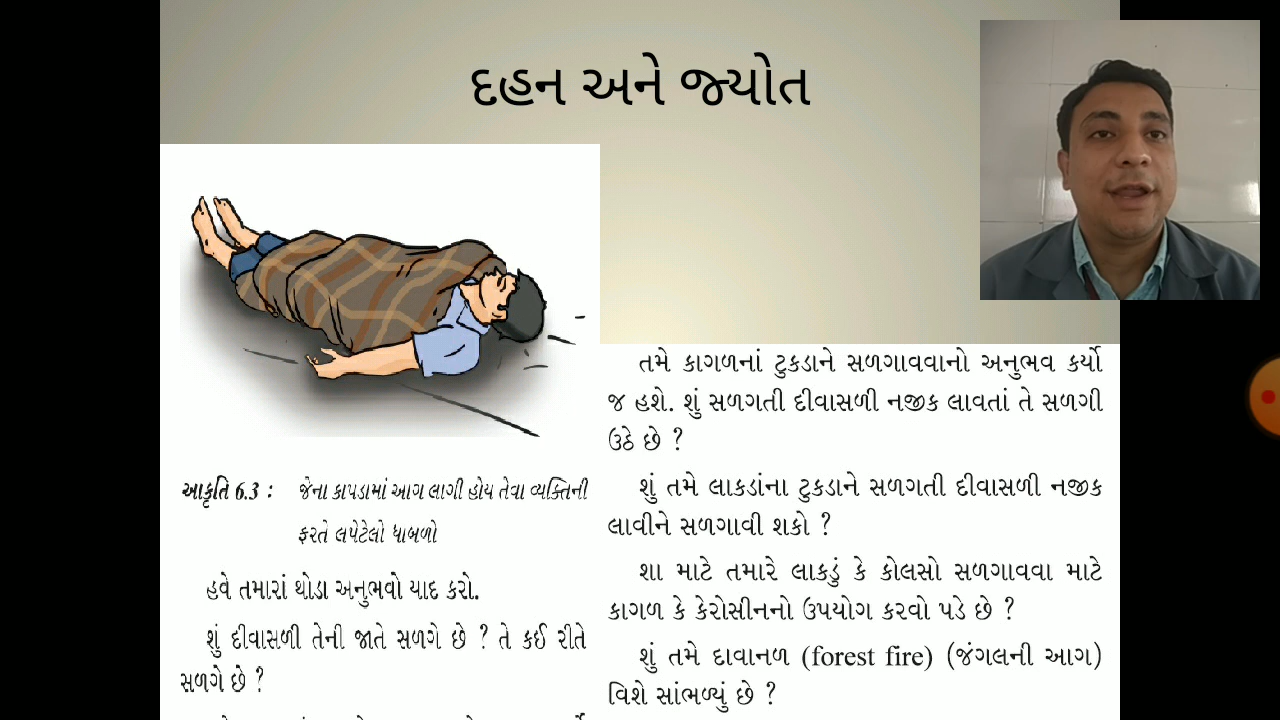 દહન અને જ્યોત
આકૃતિ 6.3 : જેના કાપડામાં આગ લાગી હોય તેવા વ્યક્તિની
ફરતે લપેટેલો ધાબળો
હવે તમારાં થોડા અનુભવો યાદ કરો.
શું દીવાસળી તેની જાતે સળગે છે ? તે કઈ રીતે
સળગે છે ?
તમે કાગળનાં ટુકડાને સળગાવવાનો અનુભવ કર્યો
જ હશે. શું સળગતી દીવાસળી નજીક લાવતાં તે સળગી
ઉઠે છે ?
શું તમે લાકડાંના ટુકડાને સળગતી દીવાસળી નજીક
લાવીને સળગાવી શકો ?
શા માટે તમારે લાકડું કે કોલસો સળગાવવા માટે
કાગળ કે કેરોસીનનો ઉપયોગ કરવો પડે છે ?
શું તમે દાવાનળ (forest fire) (જંગલની આગ)
વિશે સાંભળ્યું છે ?